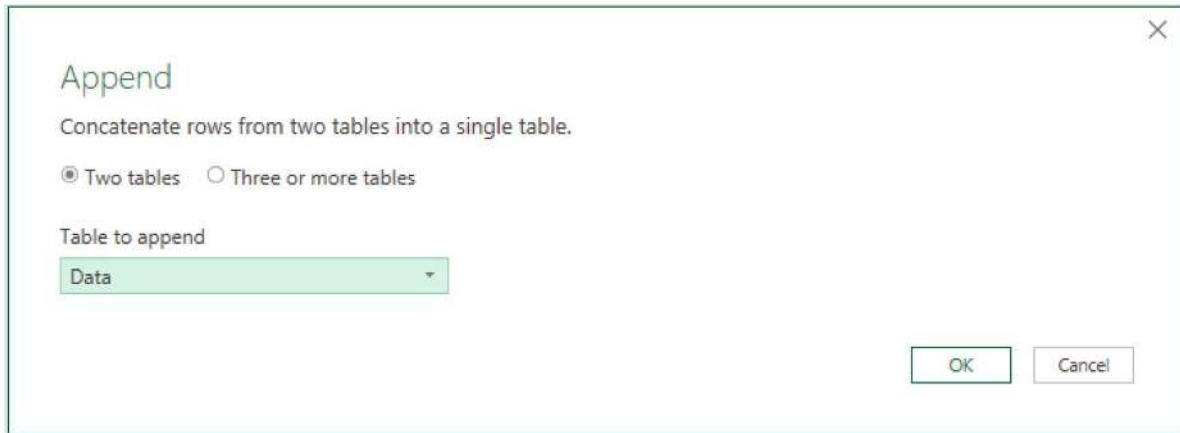 Append
Concatenate rows from two tables into a single table.
Two tables Three or more tables
Table to append
Data
OK Cancel